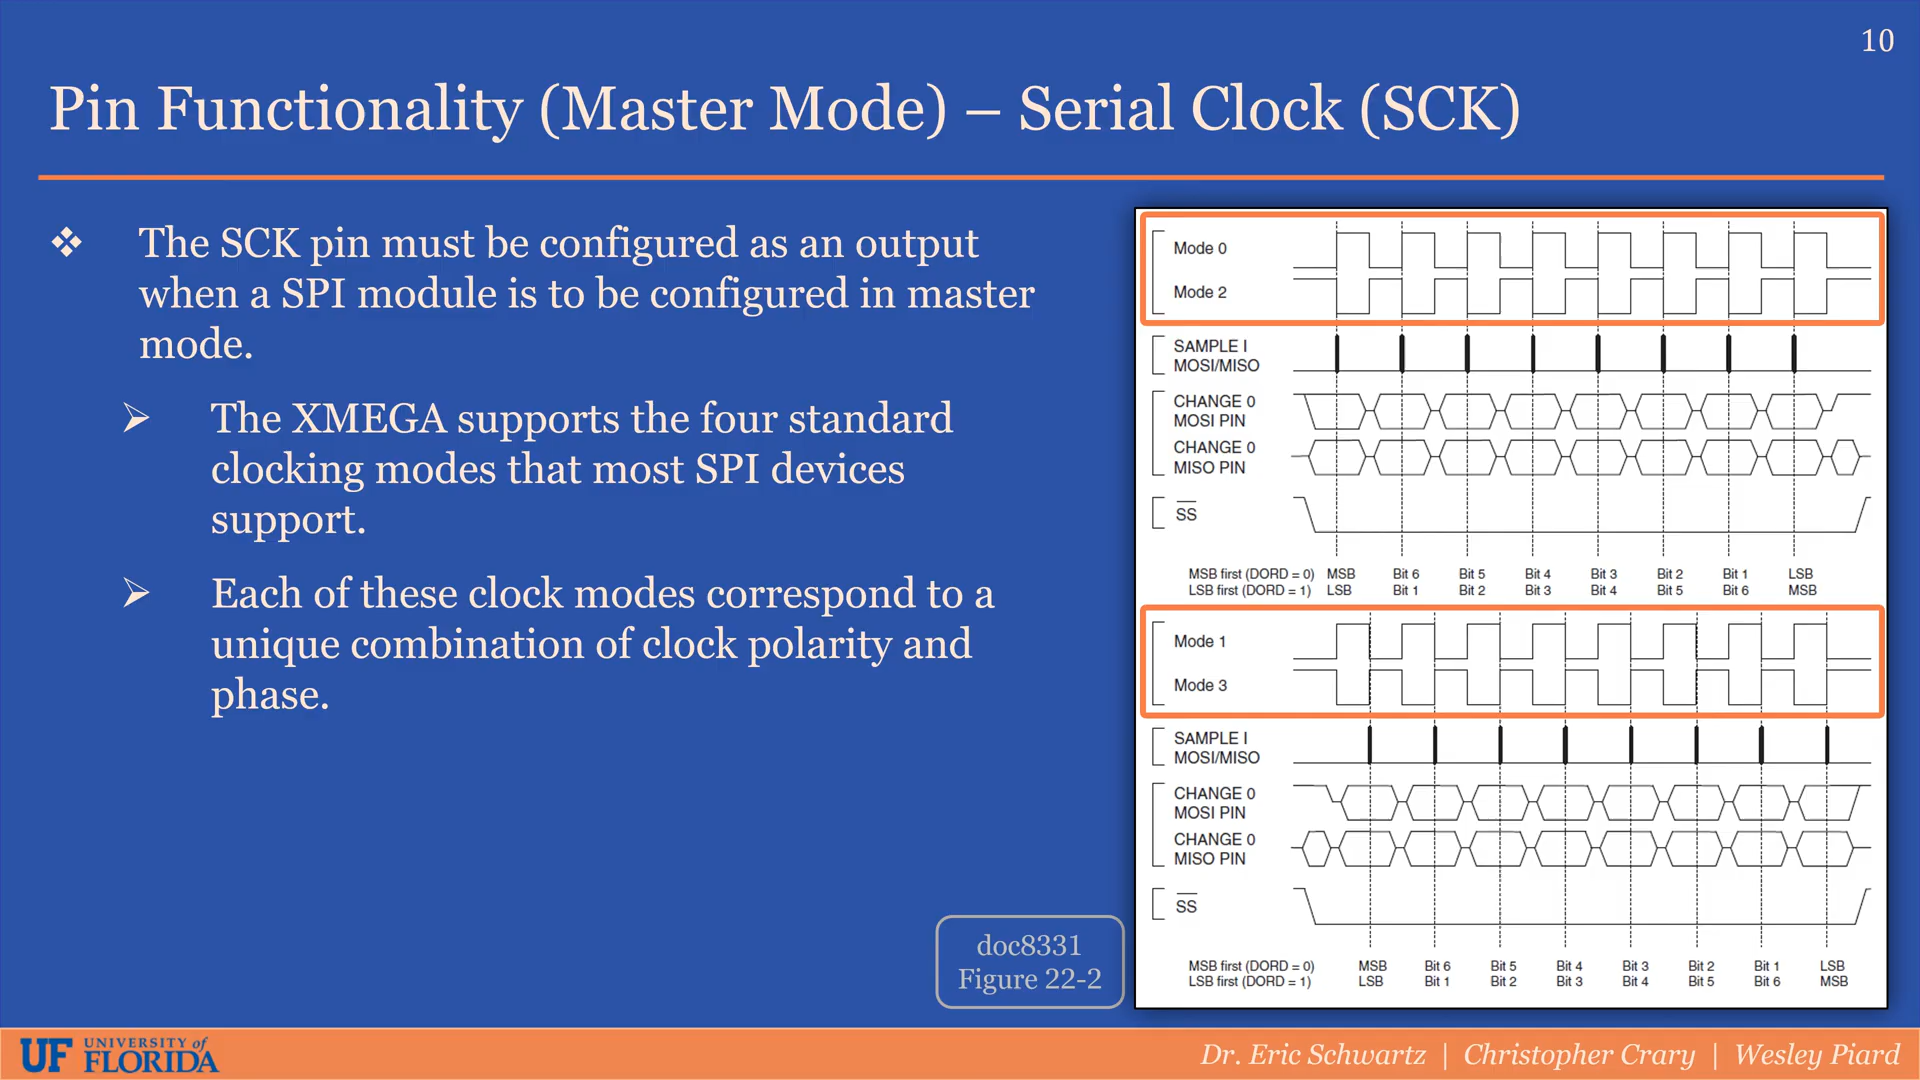 10
Pin Functionality (Master Mode) – Serial Clock (SCK)
❖ The SCK pin must be configured as an output
when a SPI module is to be configured in master
mode.
➢ The XMEGA supports the four standard
clocking modes that most SPI devices
support.
➢ Each of these clock modes correspond to a
unique combination of clock polarity and
phase.
doc8331
Figure 22-2
Mode 0
Mode 2
SAMPLE I
MOSI/MISO
CHANGE 0
MOSI PIN
CHANGE 0
MISO PIN
SS
MSB first (DORD = 0) MSB Bit 6 Bit 5 Bit 4 Bit 3 Bit 2 Bit 1 LSB
LSB first (DORD = 1) LSB Bit 1 Bit 2 Bit 3 Bit 4 Bit 5 Bit 6 MSB
Mode 1
Mode 3
SAMPLE I
MOSI/MISO
CHANGE 0
MOSI PIN
CHANGE 0
MISO PIN
SS
MSB first (DORD = 0) MSB Bit 6 Bit 5 Bit 4 Bit 3 Bit 2 Bit 1 LSB
LSB first (DORD = 1) LSB Bit 1 Bit 2 Bit 3 Bit 4 Bit 5 Bit 6 MSB
UF UNIVERSITY of
FLORIDA
Dr. Eric Schwartz | Christopher Crary | Wesley Piard